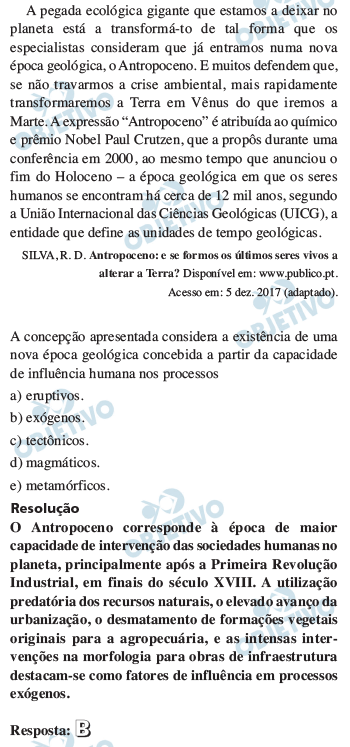 A pegada ecológica gigante que estamos a deixar no
planeta está a transformá-to de tal forma que os
especialistas consideram que já entramos numa nova
época geológica, o Antropoceno. E muitos defendem que,
se não travarmos a crise ambiental, mais rapidamente
transformaremos a Terra em Vênus do que iremos a
Marte. A expressão “Antropoceno” é atribuída ao químico
e prêmio Nobel Paul Crutzen, que a propôs durante uma
conferência em 2000, ao mesmo tempo que anunciou o
fim do Holoceno – a época geológica em que os seres
humanos se encontram há cerca de 12 mil anos, segundo
a União Internacional das Ciências Geológicas (UICG), a
entidade que define as unidades de tempo geológicas.
SILVA, R. D. Antropoceno: e se formos os últimos seres vivos a
alterar a Terra? Disponível em: www.publico.pt.
Acesso em: 5 dez. 2017 (adaptado).
A concepção apresentada considera a existência de uma
nova época geológica concebida a partir da capacidade
de influência humana nos processos
a) eruptivos.
b) exógenos.
c) tectônicos.
d) magmáticos.
e) metamórficos.
Resolução
O Antropoceno corresponde à época de maior
capacidade de intervenção das sociedades humanas no
planeta, principalmente após a Primeira Revolução
Industrial, em finais do século XVIII. A utilização
predatória dos recursos naturais, o elevado avanço da
urbanização, o desmatamento de formações vegetais
originais para a agropecuária, e as intensas inter-
venções na morfologia para obras de infraestrutura
destacam-se como fatores de influência em processos
exógenos.
Resposta: B
OBJETIVO
OBJETIVO
OBJETIVO
OBJETIVO
OBJETIVO
OBJETIVO
OBJETIVO